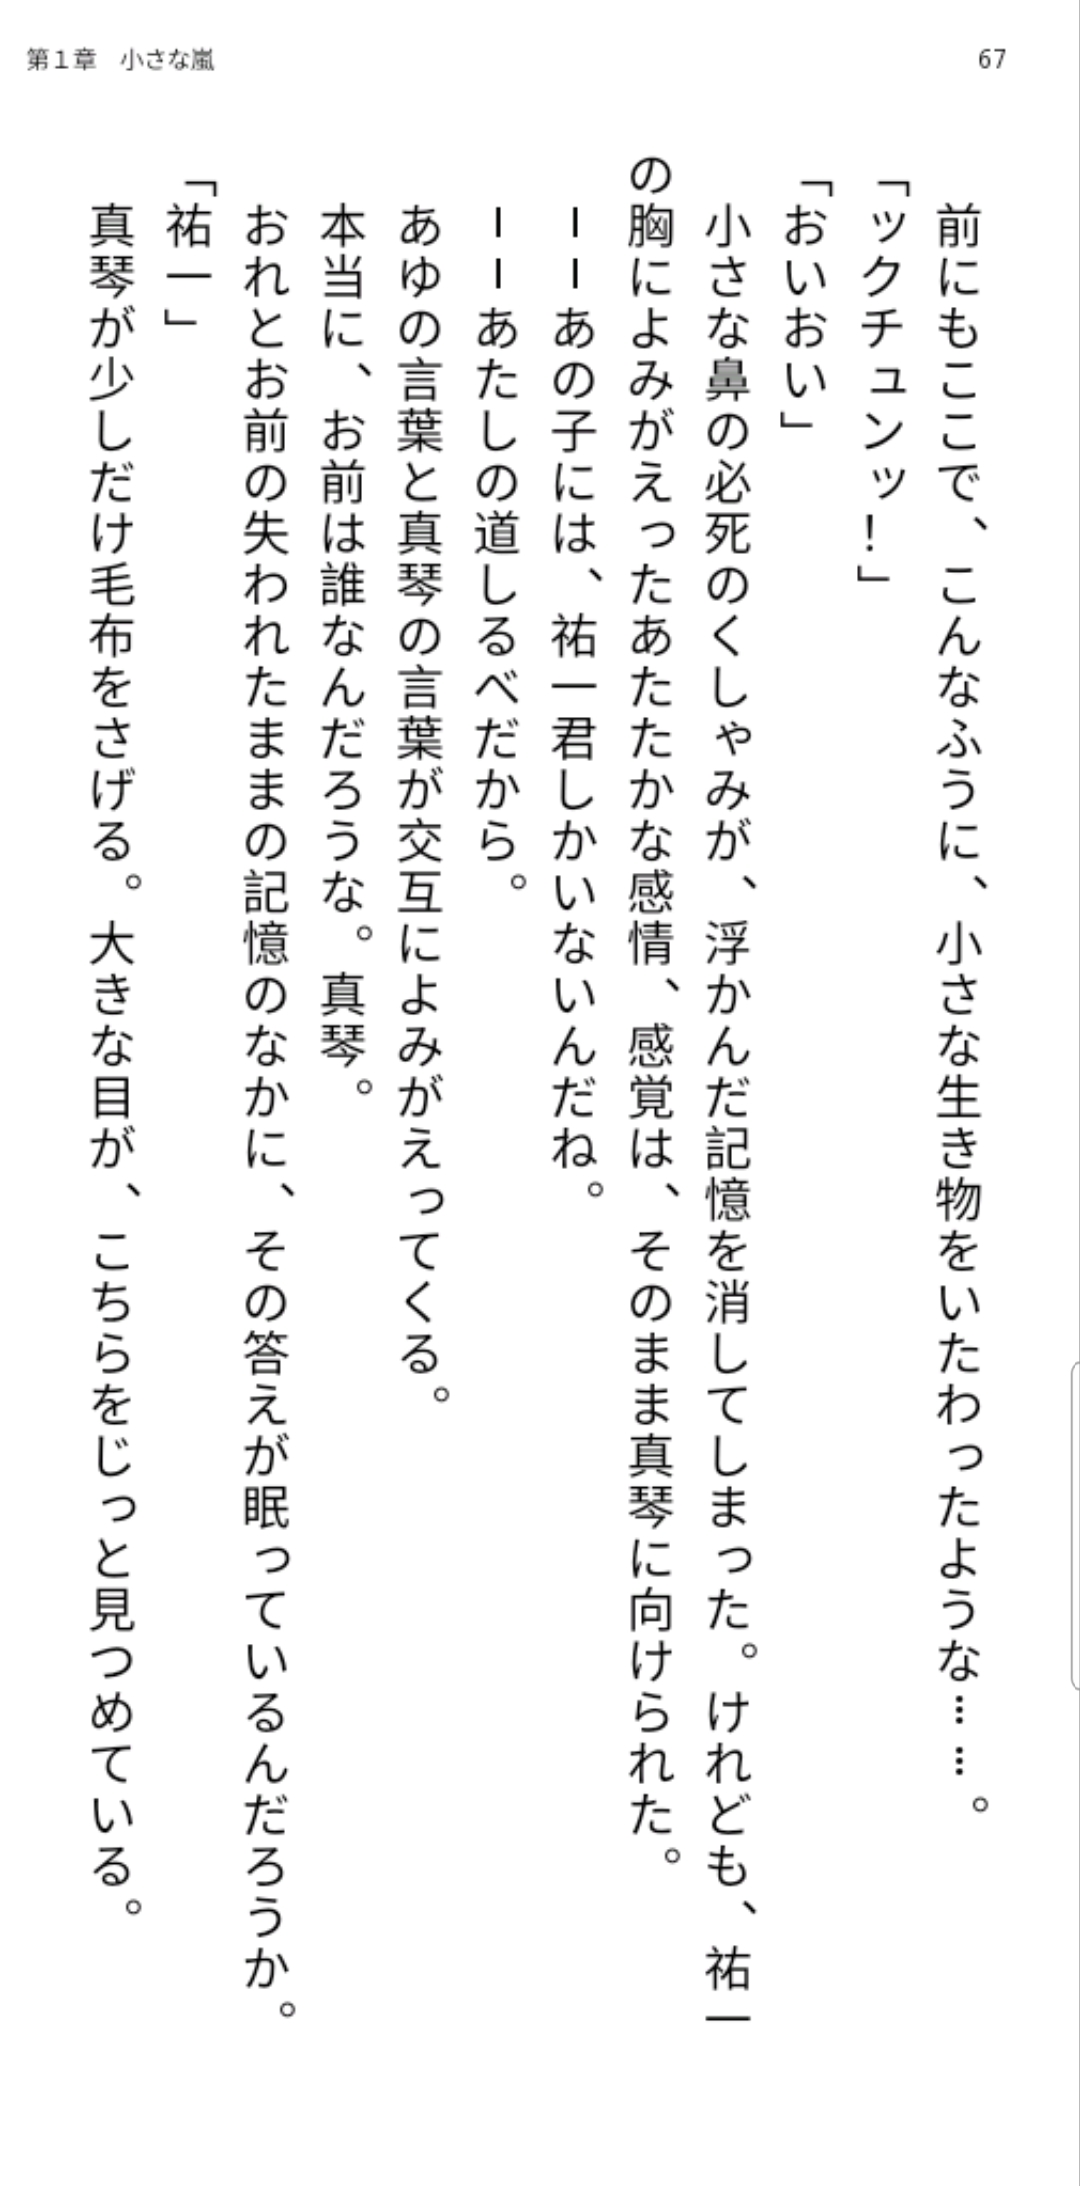 第１章　小さな嵐
67
　前にもここで、こんなふうに、小さな生き物をいたわったような……。
「ックチュンッ！」
「おいおい」
　小さな鼻の必死のくしゃみが、浮かんだ記憶を消してしまった。けれども、祐一
の胸によみがえったあたたかな感情、感覚は、そのまま真琴に向けられた。
　――あの子には、祐一君しかいないんだね。
　――あたしの道しるべだから。
　あゆの言葉と真琴の言葉が交互によみがえってくる。
　本当に、お前は誰なんだろうな。真琴。
　おれとお前の失われたままの記憶のなかに、その答えが眠っているんだろうか。
「祐一」
　真琴が少しだけ毛布をさげる。大きな目が、こちらをじっと見つめている。